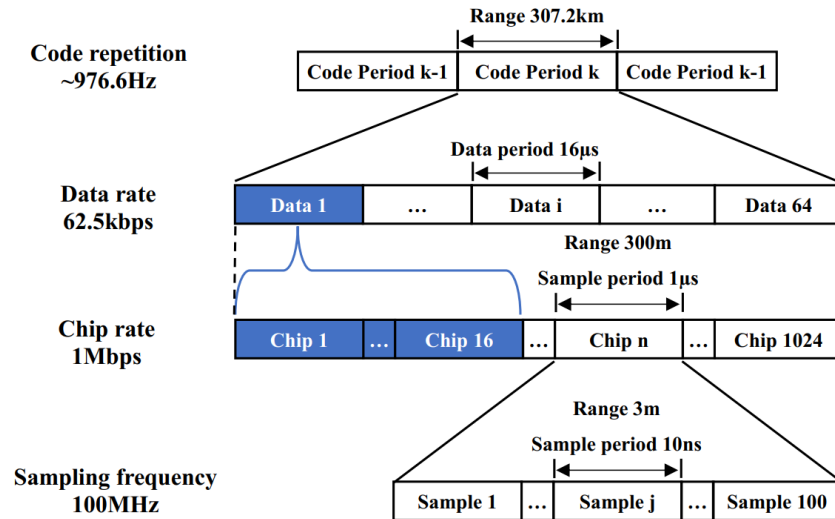 Range 307.2km
Code repetition
~976.6Hz
Code Period k-1 Code Period k Code Period k-1
Data period 16μs
Data rate
62.5kbps
Data 1 ... Data i ... Data 64
Range 300m
Sample period 1μs
Chip rate
1Mbps
Chip 1 ... Chip 16 ... Chip n ... Chip 1024
Range 3m
Sample period 10ns
Sampling frequency
100MHz
Sample 1 ... Sample j ... Sample 100